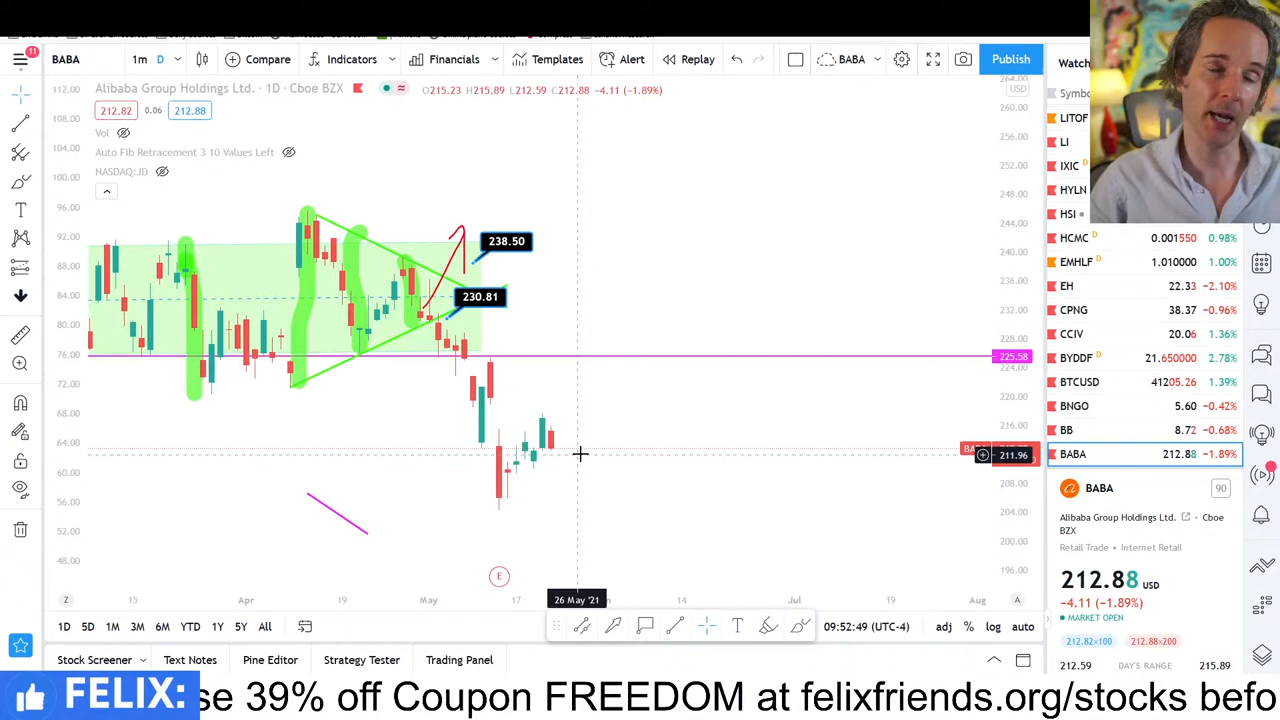 BABA 1m D Compare Indicators Financials Templates Alert Replay BABA Publish
11
Alibaba Group Holdings Ltd. · 1D · Cboe BZX O215.23 H215.89 L212.59 C212.88 −4.11 (−1.89%)
212.82 0.06 212.88
Vol
Auto Fib Retracement 3 10 Values Left
NASDAQ:JD
112.00
108.00
104.00
100.00
96.00
92.00
88.00
84.00
80.00
76.00
72.00
68.00
64.00
60.00
56.00
52.00
48.00
238.50
230.81
USD
264.00
260.00
256.00
252.00
248.00
244.00
240.00
236.00
232.00
228.00
225.58
224.00
220.00
216.00
211.96
208.00
204.00
200.00
196.00
E
Z 15 Apr 19 May 17 26 May '21 14 Jul 19 Aug A
1D 5D 1M 3M 6M YTD 1Y 5Y All 09:52:49 (UTC-4) adj % log auto
Stock Screener Text Notes Pine Editor Strategy Tester Trading Panel
Watch
Symbo
LITOF
LI
IXIC D
HYLN
HSI
HCMC D 0.001550 0.98%
EMHLF D 1.010000 1.00%
EH 22.33 −2.10%
CPNG 38.37 −0.96%
CCIV 20.06 1.36%
BYDDF D 21.650000 2.78%
BTCUSD 41205.26 1.39%
BNGO 5.60 −0.42%
BB 8.72 −0.68%
BABA 212.88 −1.89%
BABA 90
Alibaba Group Holdings Ltd. · Cboe
BZX
Retail Trade · Internet Retail
212.88 USD
−4.11 (−1.89%)
MARKET OPEN
212.82×100 212.88×200
212.59 DAY'S RANGE 215.89
FELIX: se 39% off Coupon FREEDOM at felixfriends.org/stocks befo